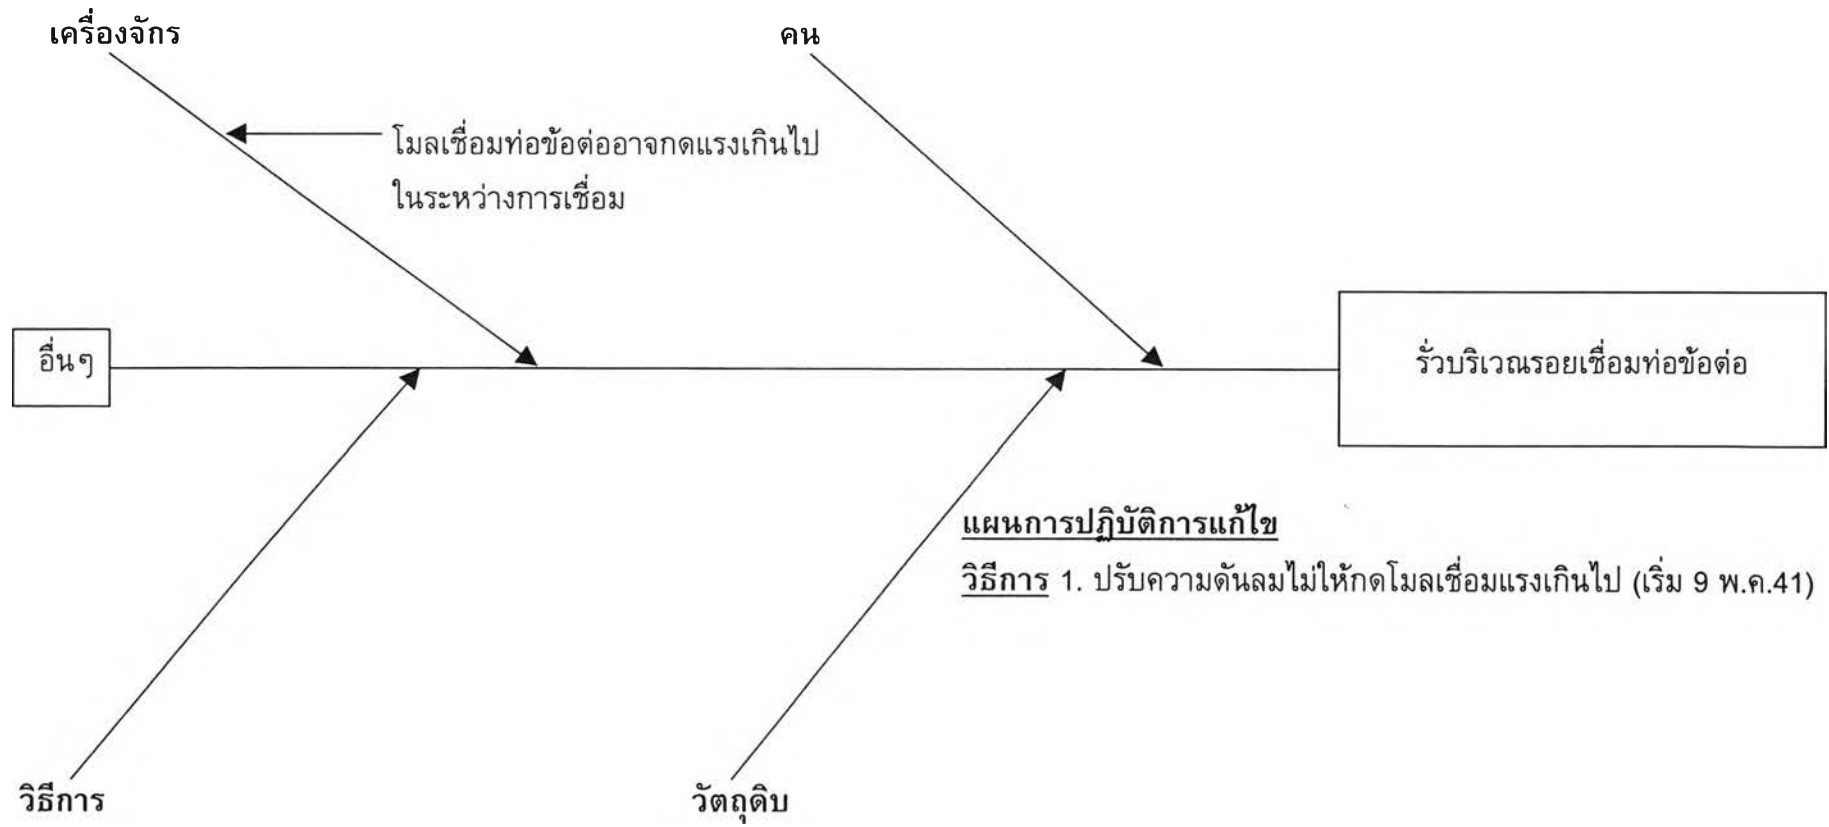 เครื่องจักร
คน
โมลเชื่อมท่อข้อต่ออาจกดแรงเกินไป
ในระหว่างการเชื่อม
อื่นๆ
รั่วบริเวณรอยเชื่อมท่อข้อต่อ
แผนการปฏิบัติการแก้ไข
วิธีการ 1. ปรับความดันลมไม่ให้กดโมลเชื่อมแรงเกินไป (เริ่ม 9 พ.ค.41)
วิธีการ
วัตถุดิบ